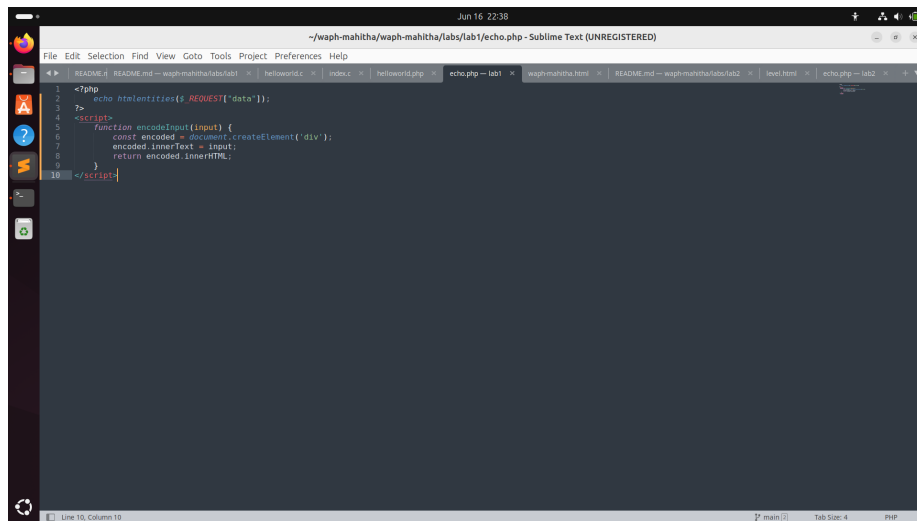 Jun 16 22:38
~/waph-mahitha/waph-mahitha/labs/lab1/echo.php - Sublime Text (UNREGISTERED)
File Edit Selection Find View Goto Tools Project Preferences Help
README.r README.md — waph-mahitha/labs/lab1 helloworld.c index.c helloworld.php echo.php — lab1 waph-mahitha.html README.md — waph-mahitha/labs/lab2 level.html echo.php — lab2
1 <?php
2 echo htmlentities($_REQUEST["data"]);
3 ?>
4 <script>
5 function encodeInput(input) {
6 const encoded = document.createElement('div');
7 encoded.innerText = input;
8 return encoded.innerHTML;
9 }
10 </script>
Line 10, Column 10 main 2 Tab Size: 4 PHP